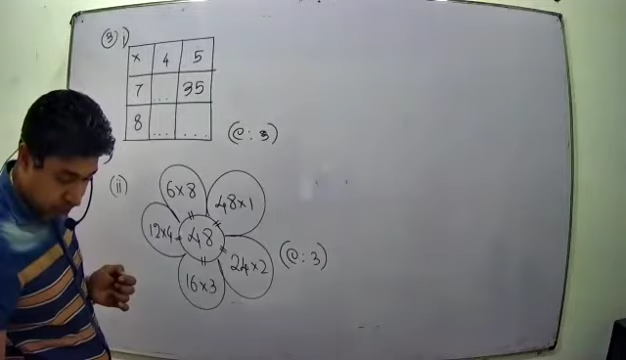 ③ i)
× 4 5
7 ... 35
8 ... ....
(ල: 3)
(ii)
6×8
48×1
12×4
48
24×2
16×3
(ල: 3)